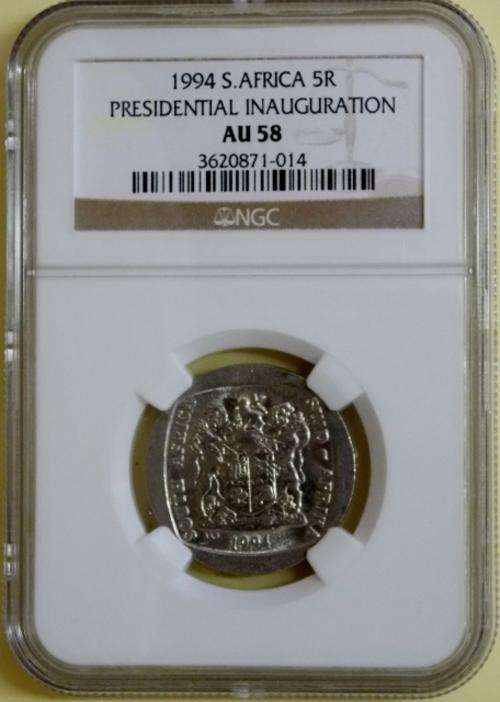 1994 S.AFRICA 5R
PRESIDENTIAL INAUGURATION
AU 58
3620871-014
NGC
SOUTH AFRICA
SUID-AFRIKA
1994